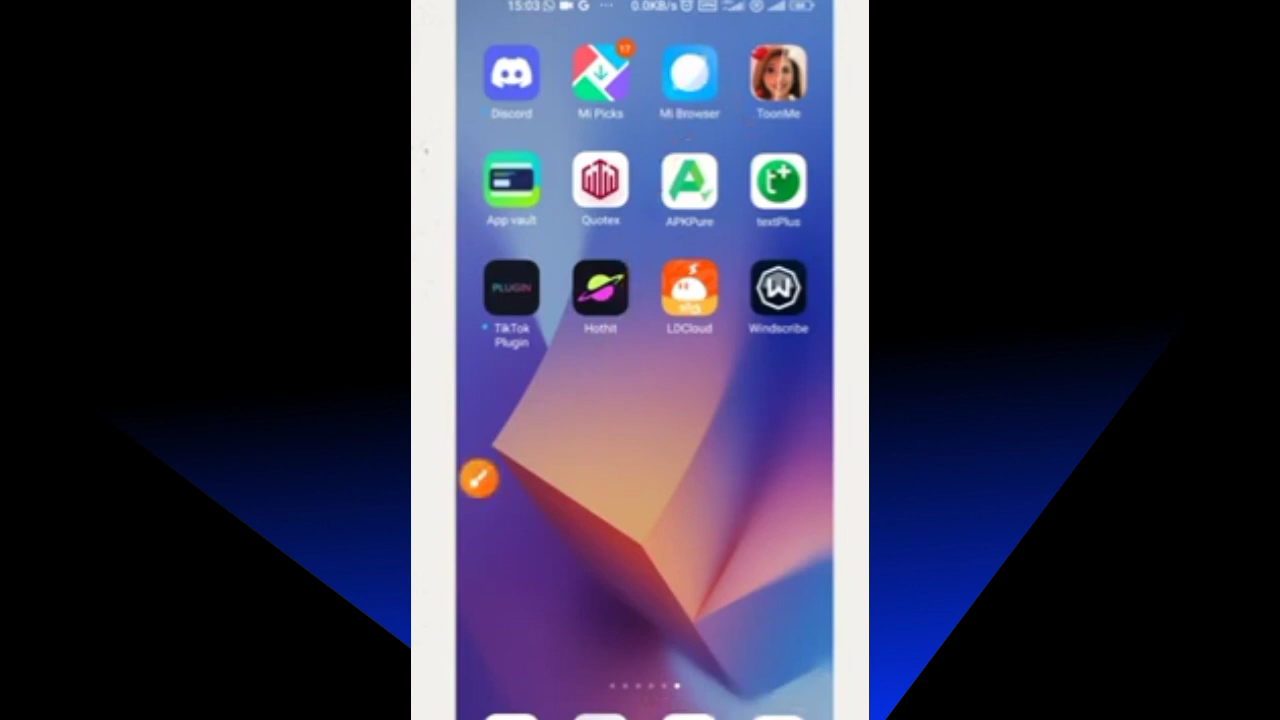 15:03 G ... 0.0KB/s
17
Discord
Mi Picks
Mi Browser
ToonMe
t+
App vault
Quotex
APKPure
textPlus
PLUGIN
W
TikTok
Plugin
Hothit
LDCloud
Windscribe